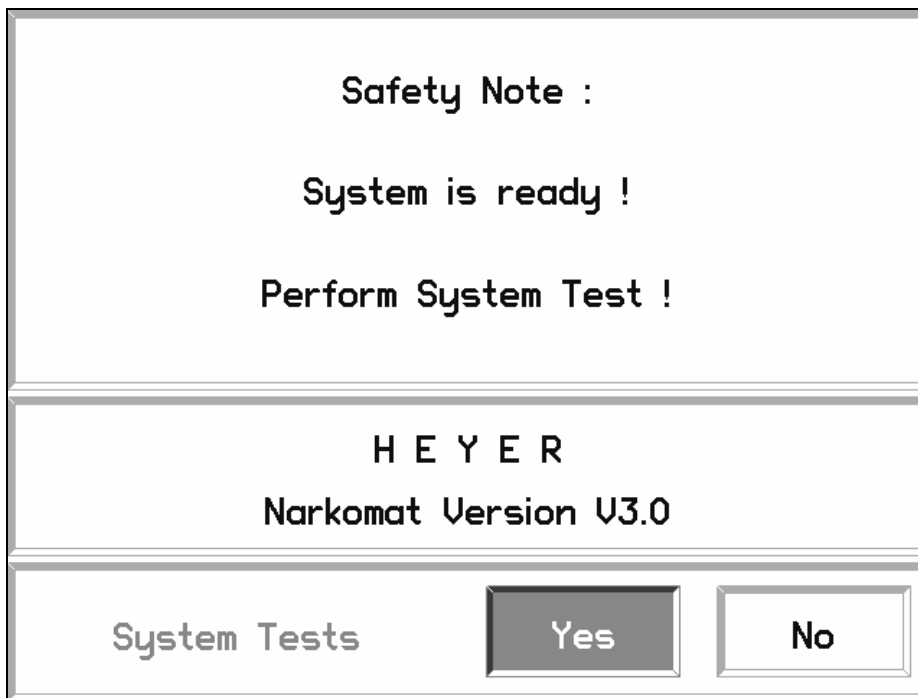 Safety Note :
System is ready !
Perform System Test !
H E Y E R
Narkomat Version V3.0
System Tests Yes No